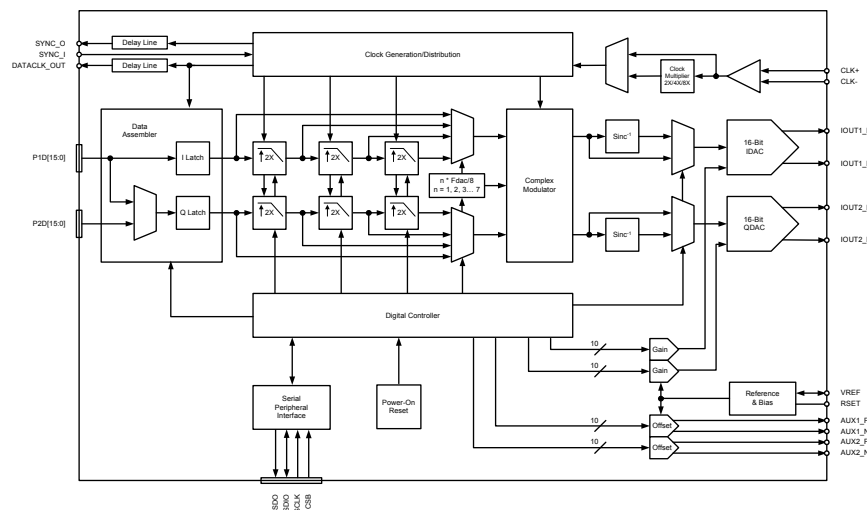 SYNC_O
SYNC_I
DATACLK_OUT
Delay Line
Delay Line
Clock Generation/Distribution
Clock
Multiplier
2X/4X/8X
CLK+
CLK-
Data
Assembler
P1D[15:0]
P2D[15:0]
I Latch
Q Latch
2X
2X
2X
2X
2X
2X
n * Fdac/8
n = 1, 2, 3… 7
Complex
Modulator
Sinc-1
Sinc-1
16-Bit
IDAC
16-Bit
QDAC
IOUT1_
IOUT1_
IOUT2_
IOUT2_
Digital Controller
10
Gain
10
Gain
Serial
Peripheral
Interface
Power-On
Reset
Reference
& Bias
VREF
RSET
10
Offset
10
Offset
AUX1_P
AUX1_N
AUX2_P
AUX2_N
SDO
SDIO
SCLK
CSB